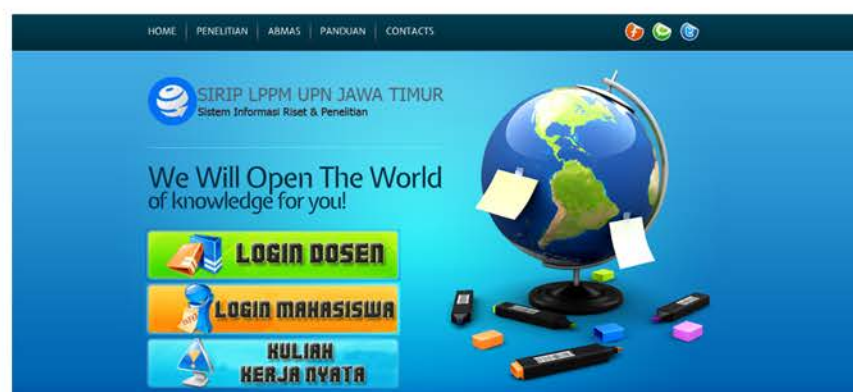 HOME PENELITIAN ABMAS PANDUAN CONTACTS
SIRIP LPPM UPN JAWA TIMUR
Sistem Informasi Riset & Penelitian
We Will Open The World
of knowledge for you!
LOGIN DOSEN
LOGIN MAHASISWA
KULIAH
KERJA NYATA